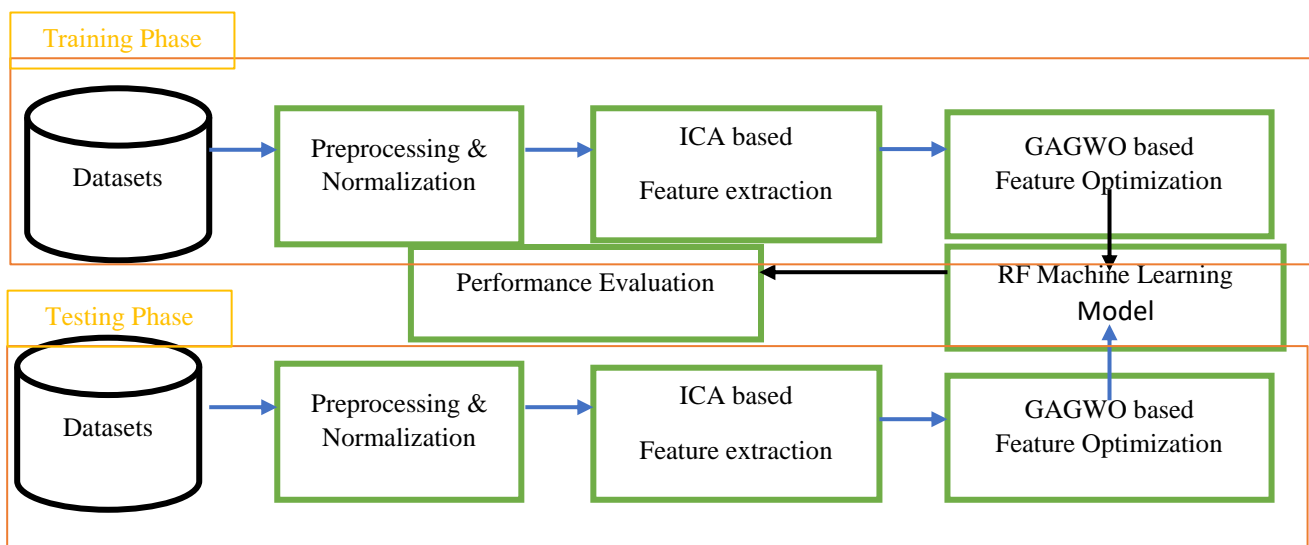 Training Phase
Datasets
Preprocessing &
Normalization
ICA based
Feature extraction
GAGWO based
Feature Optimization
Performance Evaluation
RF Machine Learning
Model
Testing Phase
Datasets
Preprocessing &
Normalization
ICA based
Feature extraction
GAGWO based
Feature Optimization